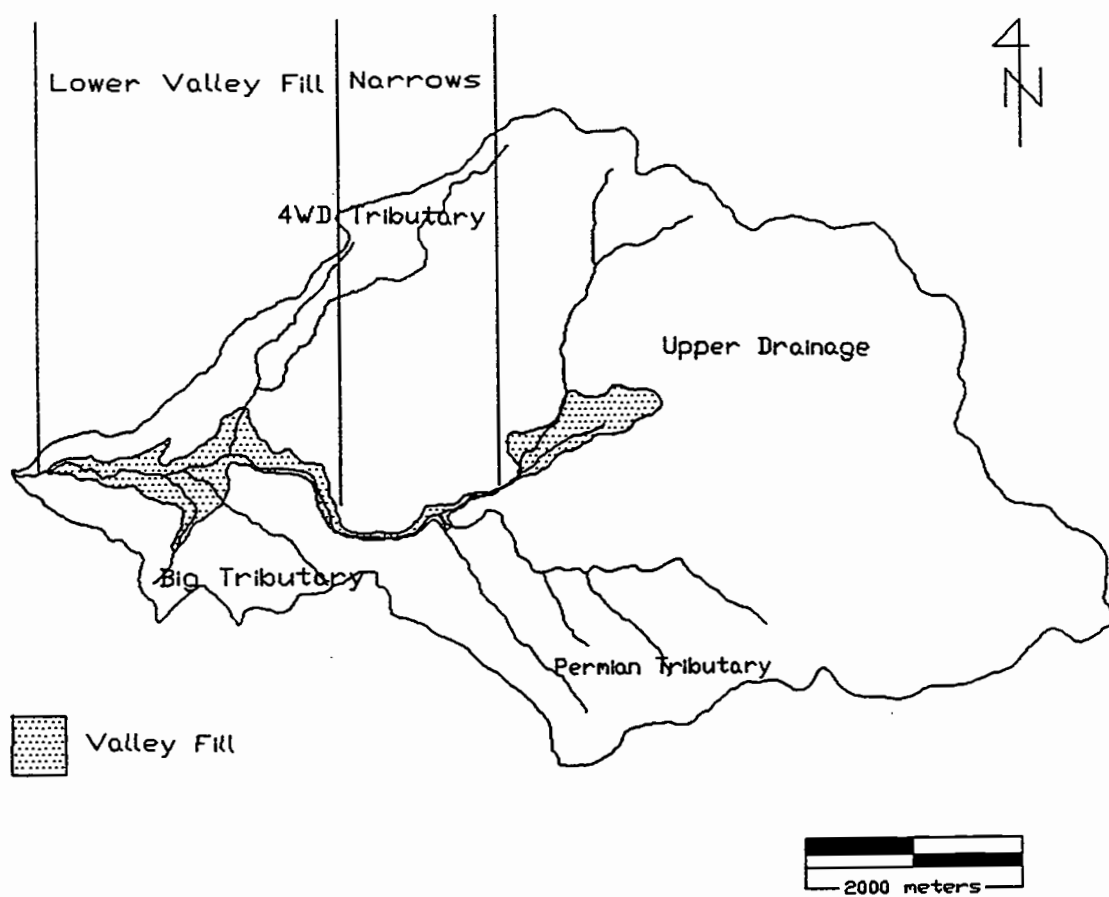 Lower Valley Fill
Narrows
N
4WD Tributary
Upper Drainage
Big Tributary
Permian Tributary
Valley Fill
2000 meters